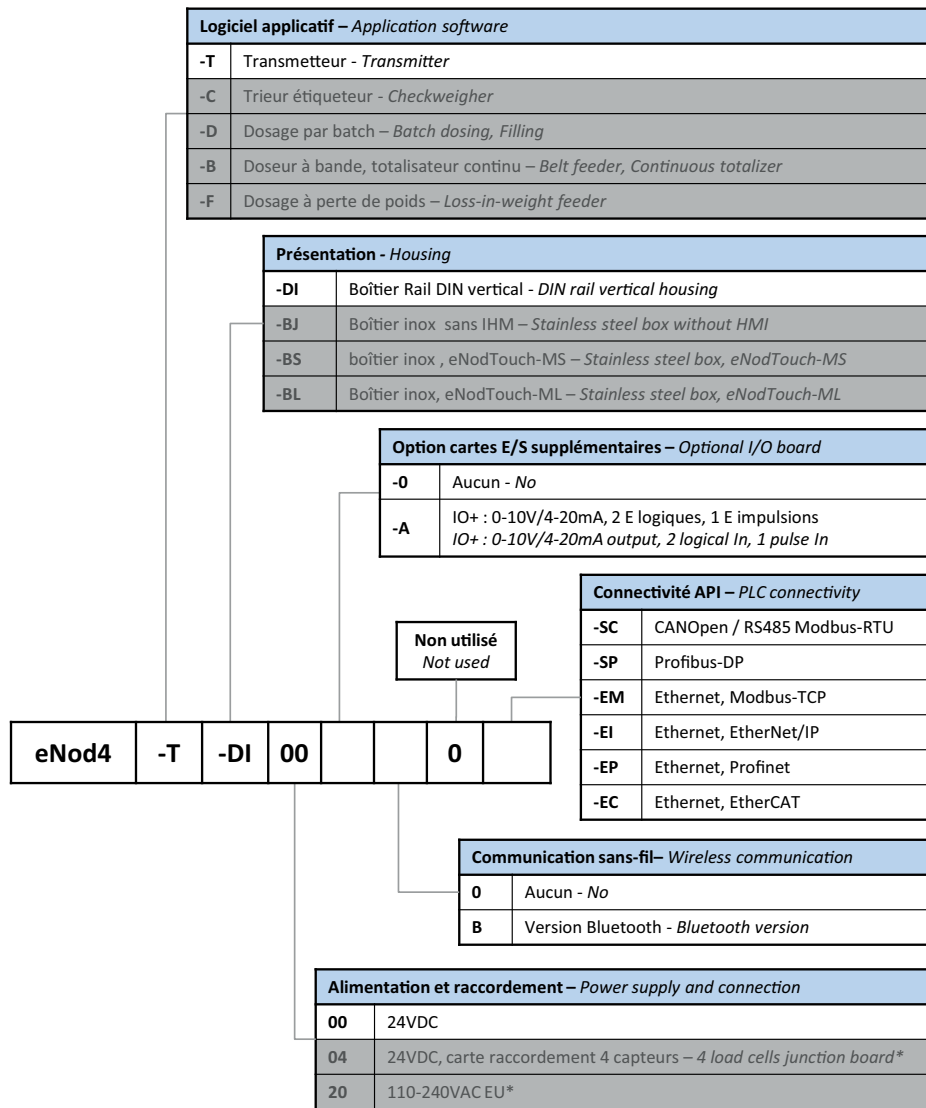 Logiciel applicatif – Application software
-T Transmetteur - Transmitter
-C Trieur étiqueteur - Checkweigher
-D Dosage par batch – Batch dosing, Filling
-B Doseur à bande, totalisateur continu – Belt feeder, Continuous totalizer
-F Dosage à perte de poids – Loss-in-weight feeder
Présentation - Housing
-DI Boîtier Rail DIN vertical - DIN rail vertical housing
-BJ Boîtier inox sans IHM – Stainless steel box without HMI
-BS boîtier inox , eNodTouch-MS – Stainless steel box, eNodTouch-MS
-BL Boîtier inox, eNodTouch-ML – Stainless steel box, eNodTouch-ML
Option cartes E/S supplémentaires – Optional I/O board
-0 Aucun - No
-A IO+ : 0-10V/4-20mA, 2 E logiques, 1 E impulsions
IO+ : 0-10V/4-20mA output, 2 logical In, 1 pulse In
Connectivité API – PLC connectivity
-SC CANOpen / RS485 Modbus-RTU
-SP Profibus-DP
-EM Ethernet, Modbus-TCP
-EI Ethernet, EtherNet/IP
-EP Ethernet, Profinet
-EC Ethernet, EtherCAT
Non utilisé
Not used
eNod4 -T -DI 00 0
Communication sans-fil– Wireless communication
0 Aucun - No
B Version Bluetooth - Bluetooth version
Alimentation et raccordement – Power supply and connection
00 24VDC
04 24VDC, carte raccordement 4 capteurs – 4 load cells junction board*
20 110-240VAC EU*